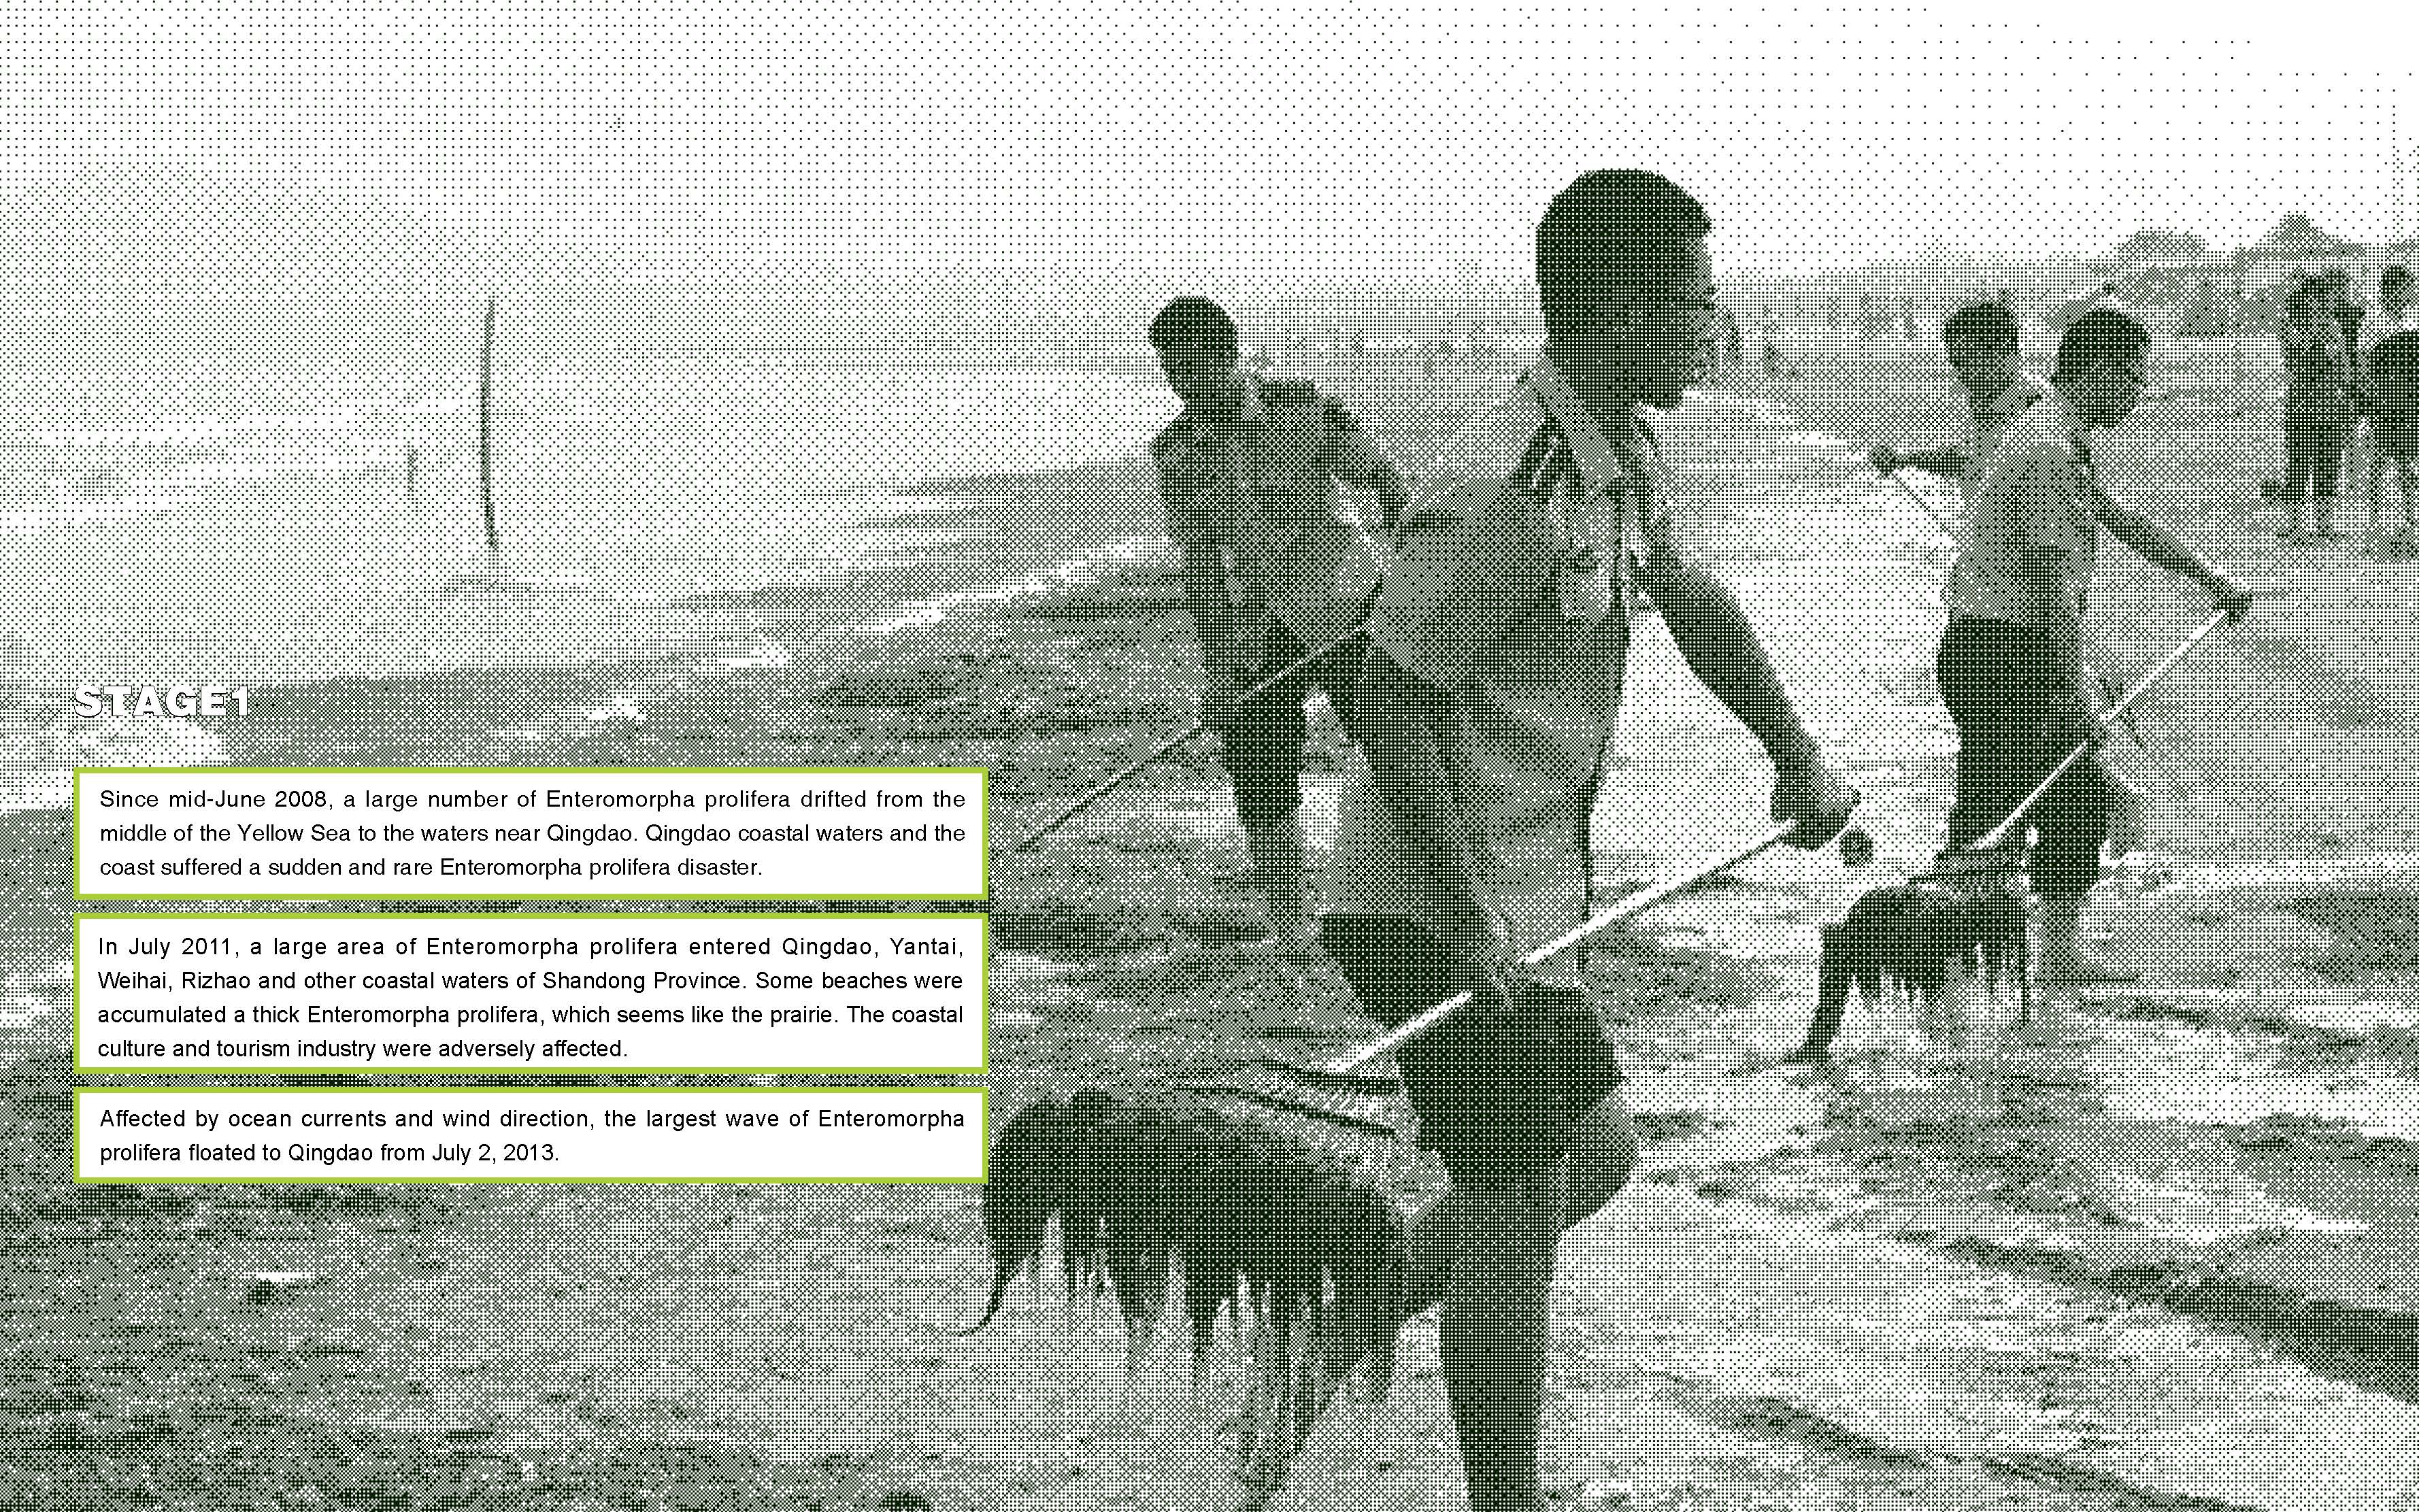 STAGE1
Since mid-June 2008, a large number of Enteromorpha prolifera drifted from the
middle of the Yellow Sea to the waters near Qingdao. Qingdao coastal waters and the
coast suffered a sudden and rare Enteromorpha prolifera disaster.
In July 2011, a large area of Enteromorpha prolifera entered Qingdao, Yantai,
Weihai, Rizhao and other coastal waters of Shandong Province. Some beaches were
accumulated a thick Enteromorpha prolifera, which seems like the prairie. The coastal
culture and tourism industry were adversely affected.
Affected by ocean currents and wind direction, the largest wave of Enteromorpha
prolifera floated to Qingdao from July 2, 2013.